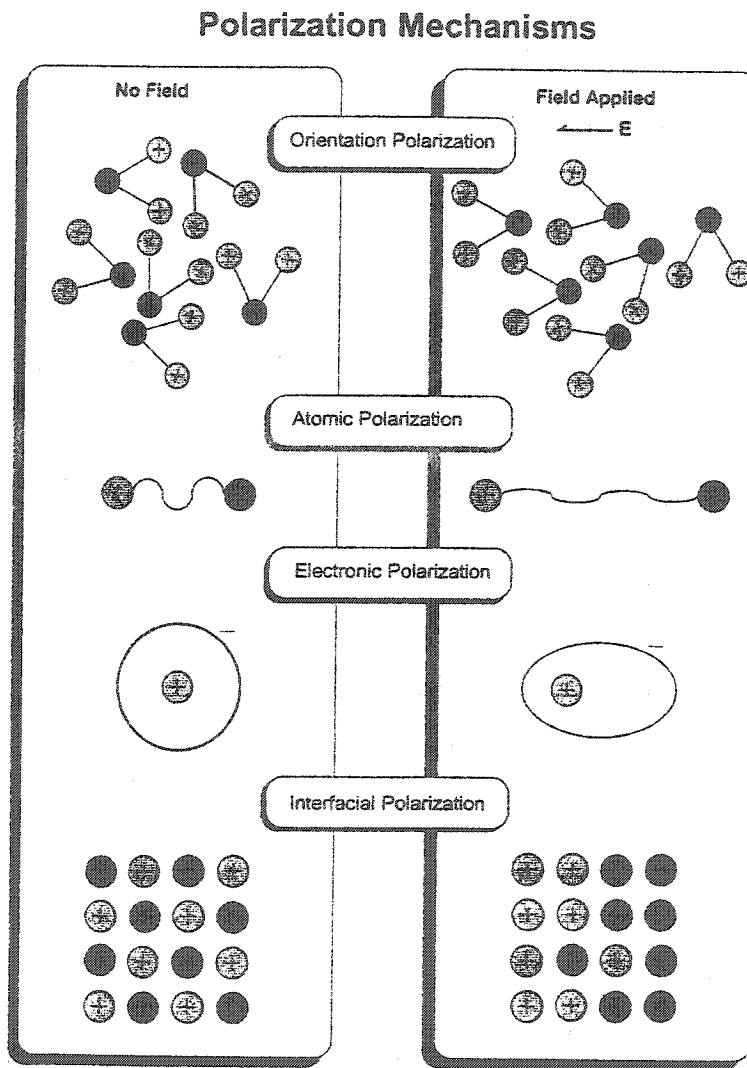 Polarization Mechanisms
No Field
Field Applied
E
Orientation Polarization
Atomic Polarization
Electronic Polarization
Interfacial Polarization